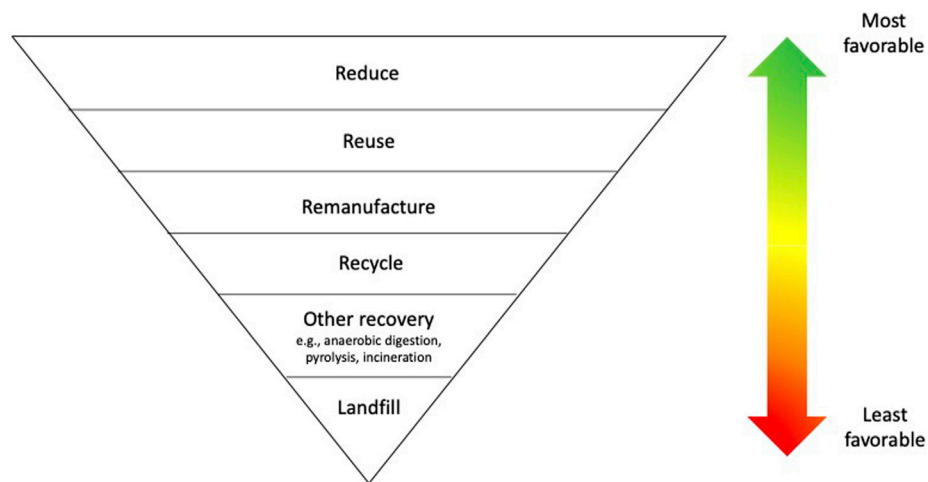 Most
favorable
Reduce
Reuse
Remanufacture
Recycle
Other recovery
e.g., anaerobic digestion,
pyrolysis, incineration
Landfill
Least
favorable